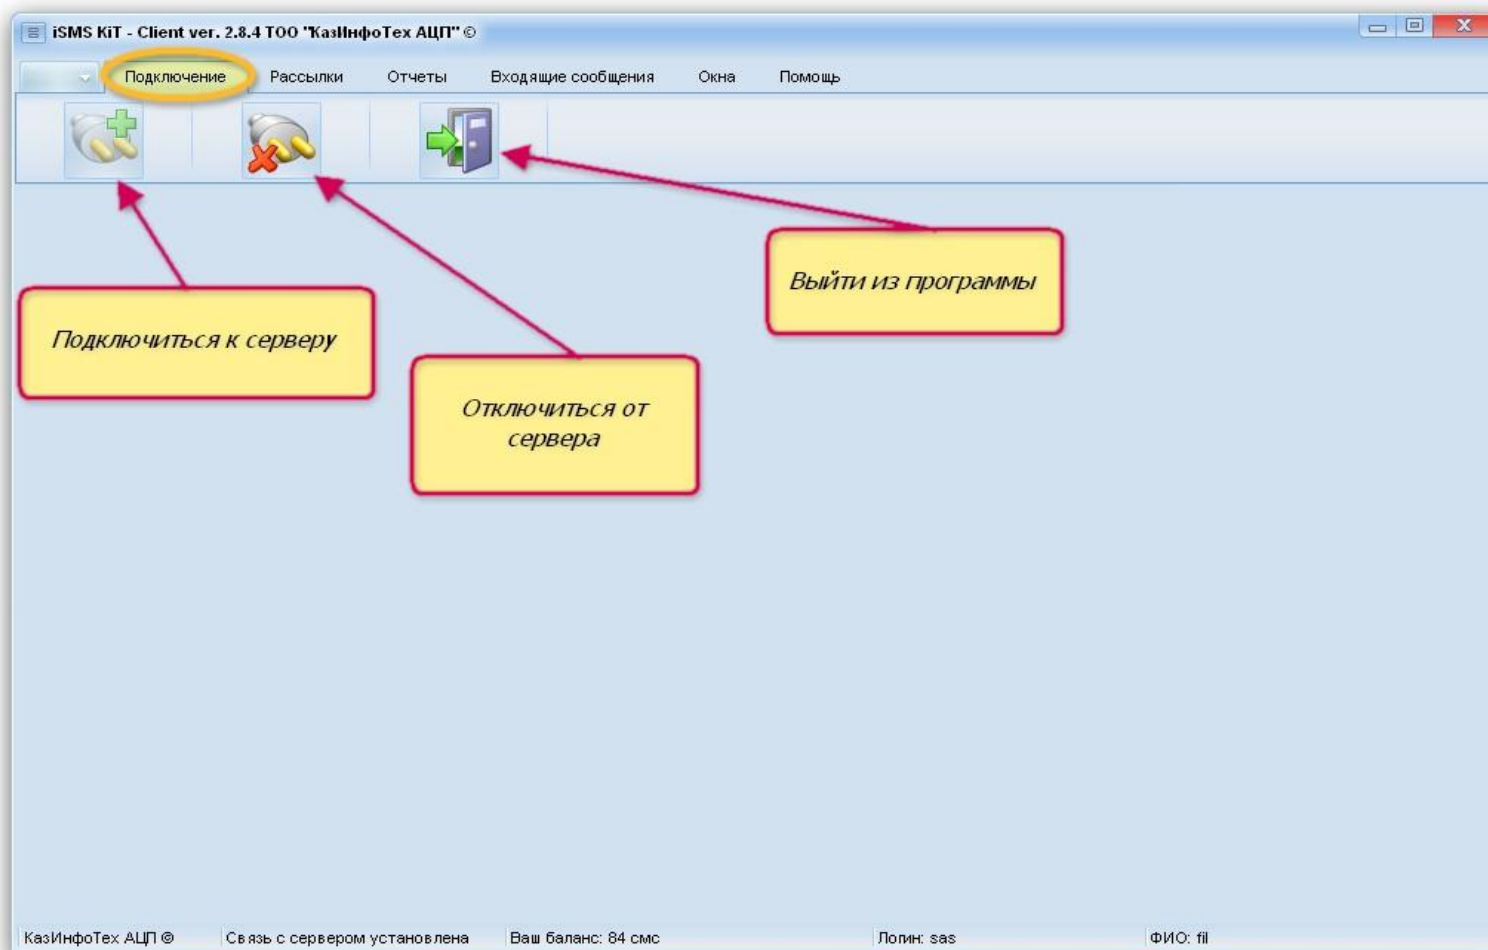 iSMS KiT - Client ver. 2.8.4 ТОО "КазИнфоТех АЦП" ©
Подключение Рассылки Отчеты Входящие сообщения Окна Помощь
Выйти из программы
Подключиться к серверу
Отключиться от
сервера
КазИнфоТех АЦП © Связь с сервером установлена Ваш баланс: 84 смс Логин: sas ФИО: fil